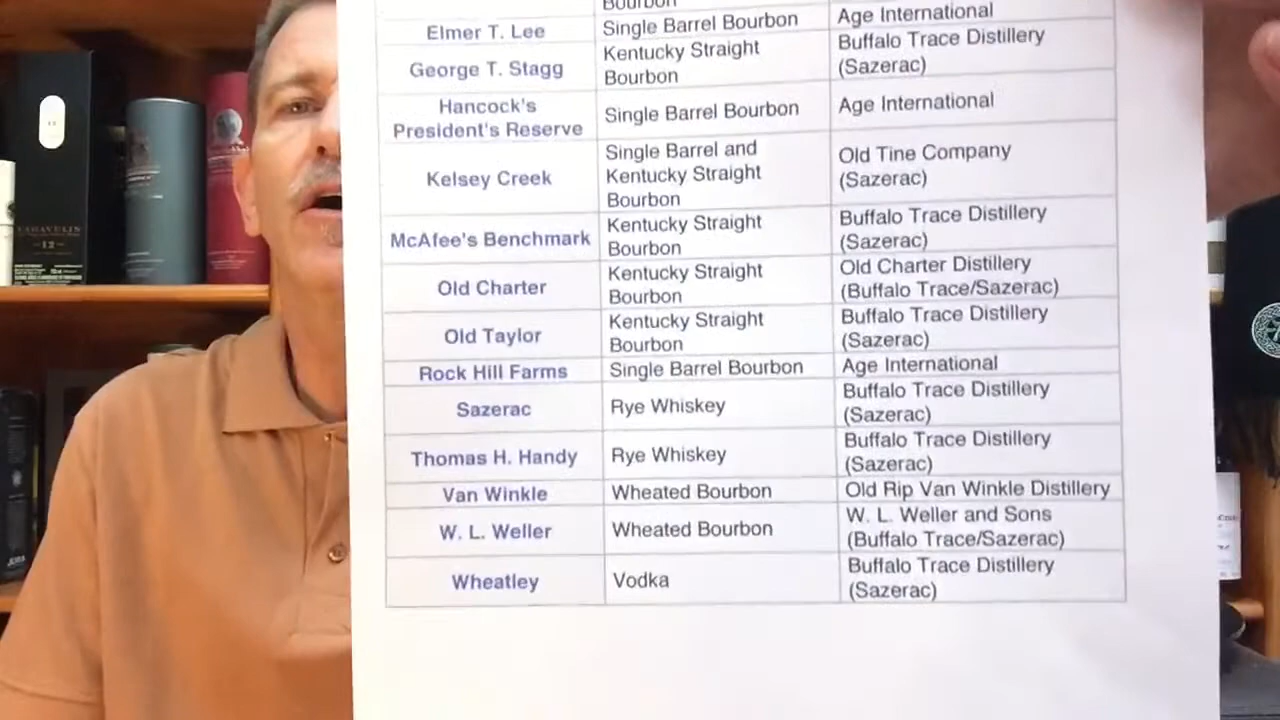 Bourbon
Elmer T. Lee
Single Barrel Bourbon
Age International
George T. Stagg
Kentucky Straight
Bourbon
Buffalo Trace Distillery
(Sazerac)
Hancock's
President's Reserve
Single Barrel Bourbon
Age International
Kelsey Creek
Single Barrel and
Kentucky Straight
Bourbon
Old Tine Company
(Sazerac)
McAfee's Benchmark
Kentucky Straight
Bourbon
Buffalo Trace Distillery
(Sazerac)
Old Charter
Kentucky Straight
Bourbon
Old Charter Distillery
(Buffalo Trace/Sazerac)
Old Taylor
Kentucky Straight
Bourbon
Buffalo Trace Distillery
(Sazerac)
Rock Hill Farms
Single Barrel Bourbon
Age International
Sazerac
Rye Whiskey
Buffalo Trace Distillery
(Sazerac)
Thomas H. Handy
Rye Whiskey
Buffalo Trace Distillery
(Sazerac)
Van Winkle
Wheated Bourbon
Old Rip Van Winkle Distillery
W. L. Weller
Wheated Bourbon
W. L. Weller and Sons
(Buffalo Trace/Sazerac)
Wheatley
Vodka
Buffalo Trace Distillery
(Sazerac)
12